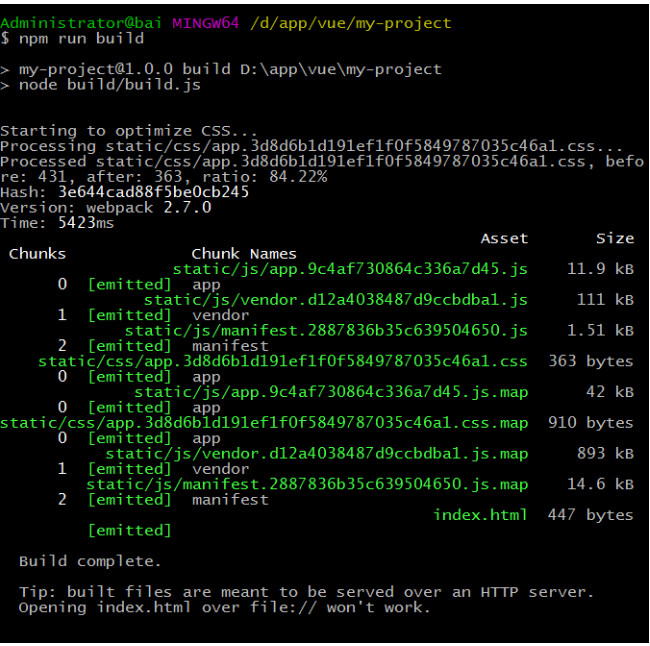 Administrator@bai MINGW64 /d/app/vue/my-project
$ npm run build
> my-project@1.0.0 build D:\app\vue\my-project
> node build/build.js
Starting to optimize CSS...
Processing static/css/app.3d8d6b1d191ef1f0f5849787035c46a1.css...
Processed static/css/app.3d8d6b1d191ef1f0f5849787035c46a1.css, befo
re: 431, after: 363, ratio: 84.22%
Hash: 3e644cad88f5be0cb245
Version: webpack 2.7.0
Time: 5423ms
Asset Size
Chunks Chunk Names
static/js/app.9c4af730864c336a7d45.js 11.9 kB
0 [emitted] app
static/js/vendor.d12a4038487d9ccbdba1.js 111 kB
1 [emitted] vendor
static/js/manifest.2887836b35c639504650.js 1.51 kB
2 [emitted] manifest
static/css/app.3d8d6b1d191ef1f0f5849787035c46a1.css 363 bytes
0 [emitted] app
static/js/app.9c4af730864c336a7d45.js.map 42 kB
0 [emitted] app
static/css/app.3d8d6b1d191ef1f0f5849787035c46a1.css.map 910 bytes
0 [emitted] app
static/js/vendor.d12a4038487d9ccbdba1.js.map 893 kB
1 [emitted] vendor
static/js/manifest.2887836b35c639504650.js.map 14.6 kB
2 [emitted] manifest
index.html 447 bytes
[emitted]
Build complete.
Tip: built files are meant to be served over an HTTP server.
Opening index.html over file:// won't work.